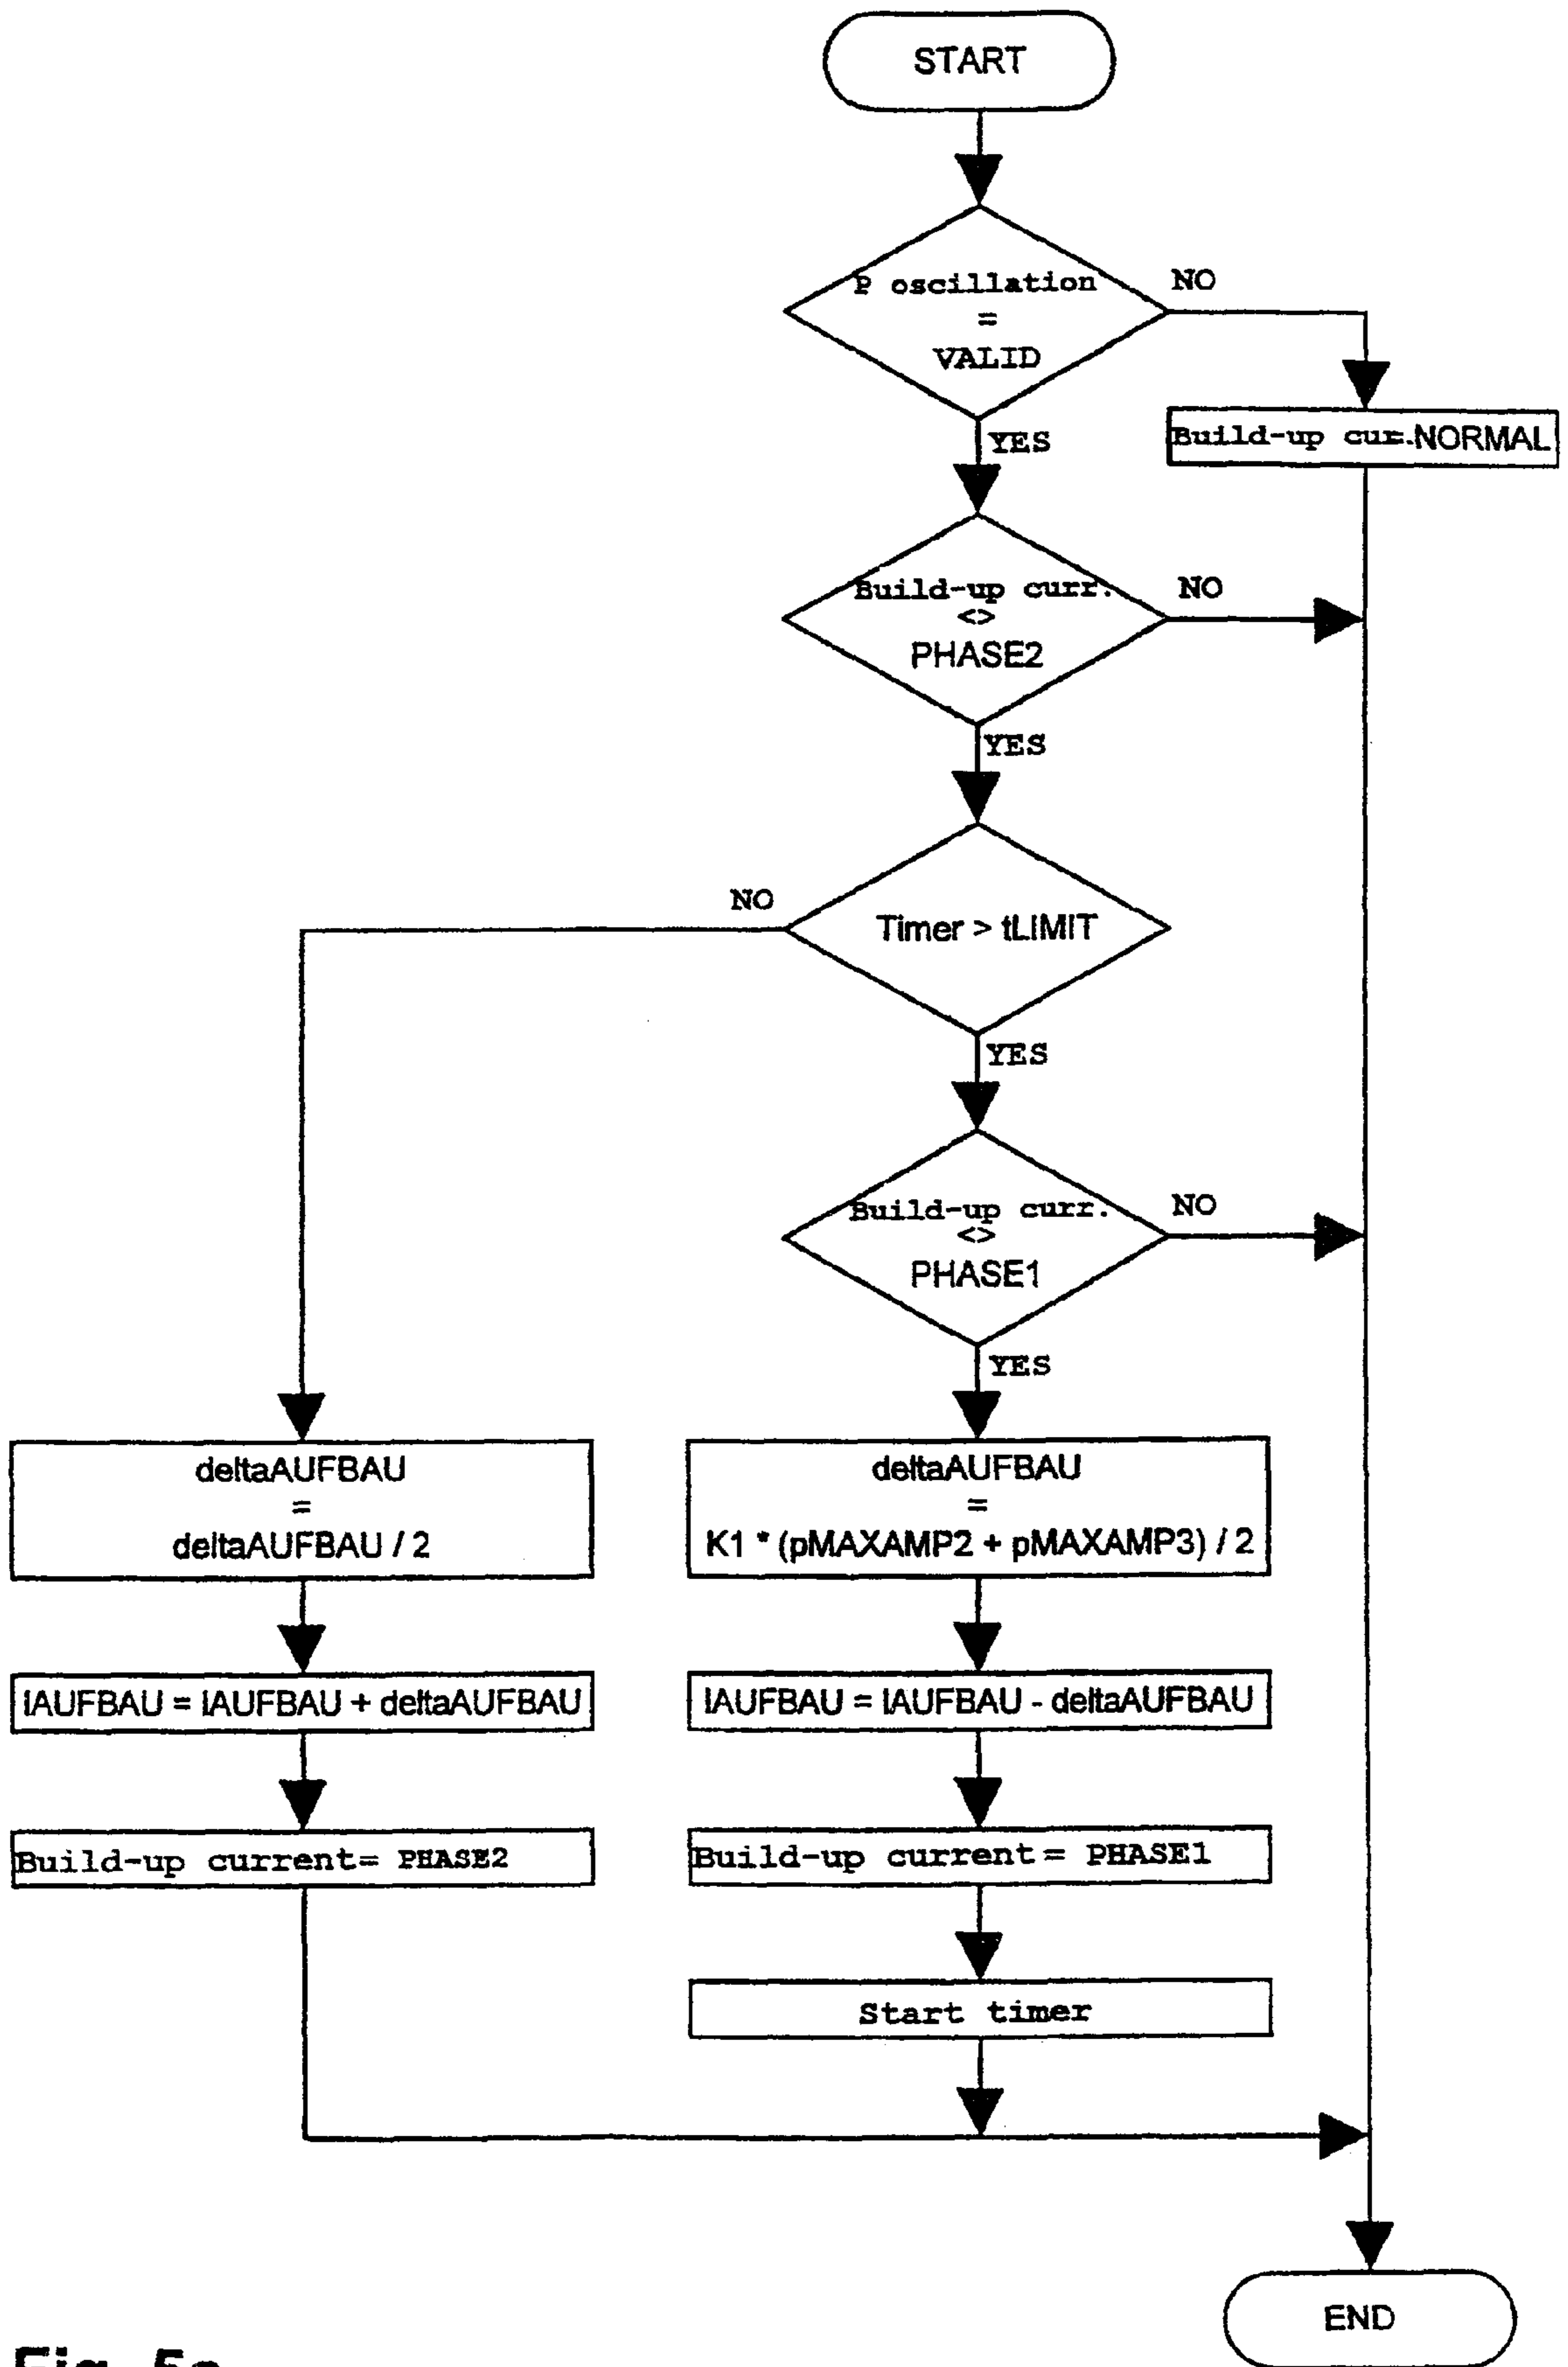 START
P oscillation
=
VALID
NO
YES
Build-up cur.NORMAL
Build-up curr.
<>
PHASE2
NO
YES
Timer > tLIMIT
NO
YES
Build-up curr.
<>
PHASE1
NO
YES
deltaAUFBAU
=
deltaAUFBAU / 2
deltaAUFBAU
=
K1 * (pMAXAMP2 + pMAXAMP3) / 2
IAUFBAU = IAUFBAU + deltaAUFBAU
IAUFBAU = IAUFBAU - deltaAUFBAU
Build-up current= PHASE2
Build-up current= PHASE1
Start timer
END